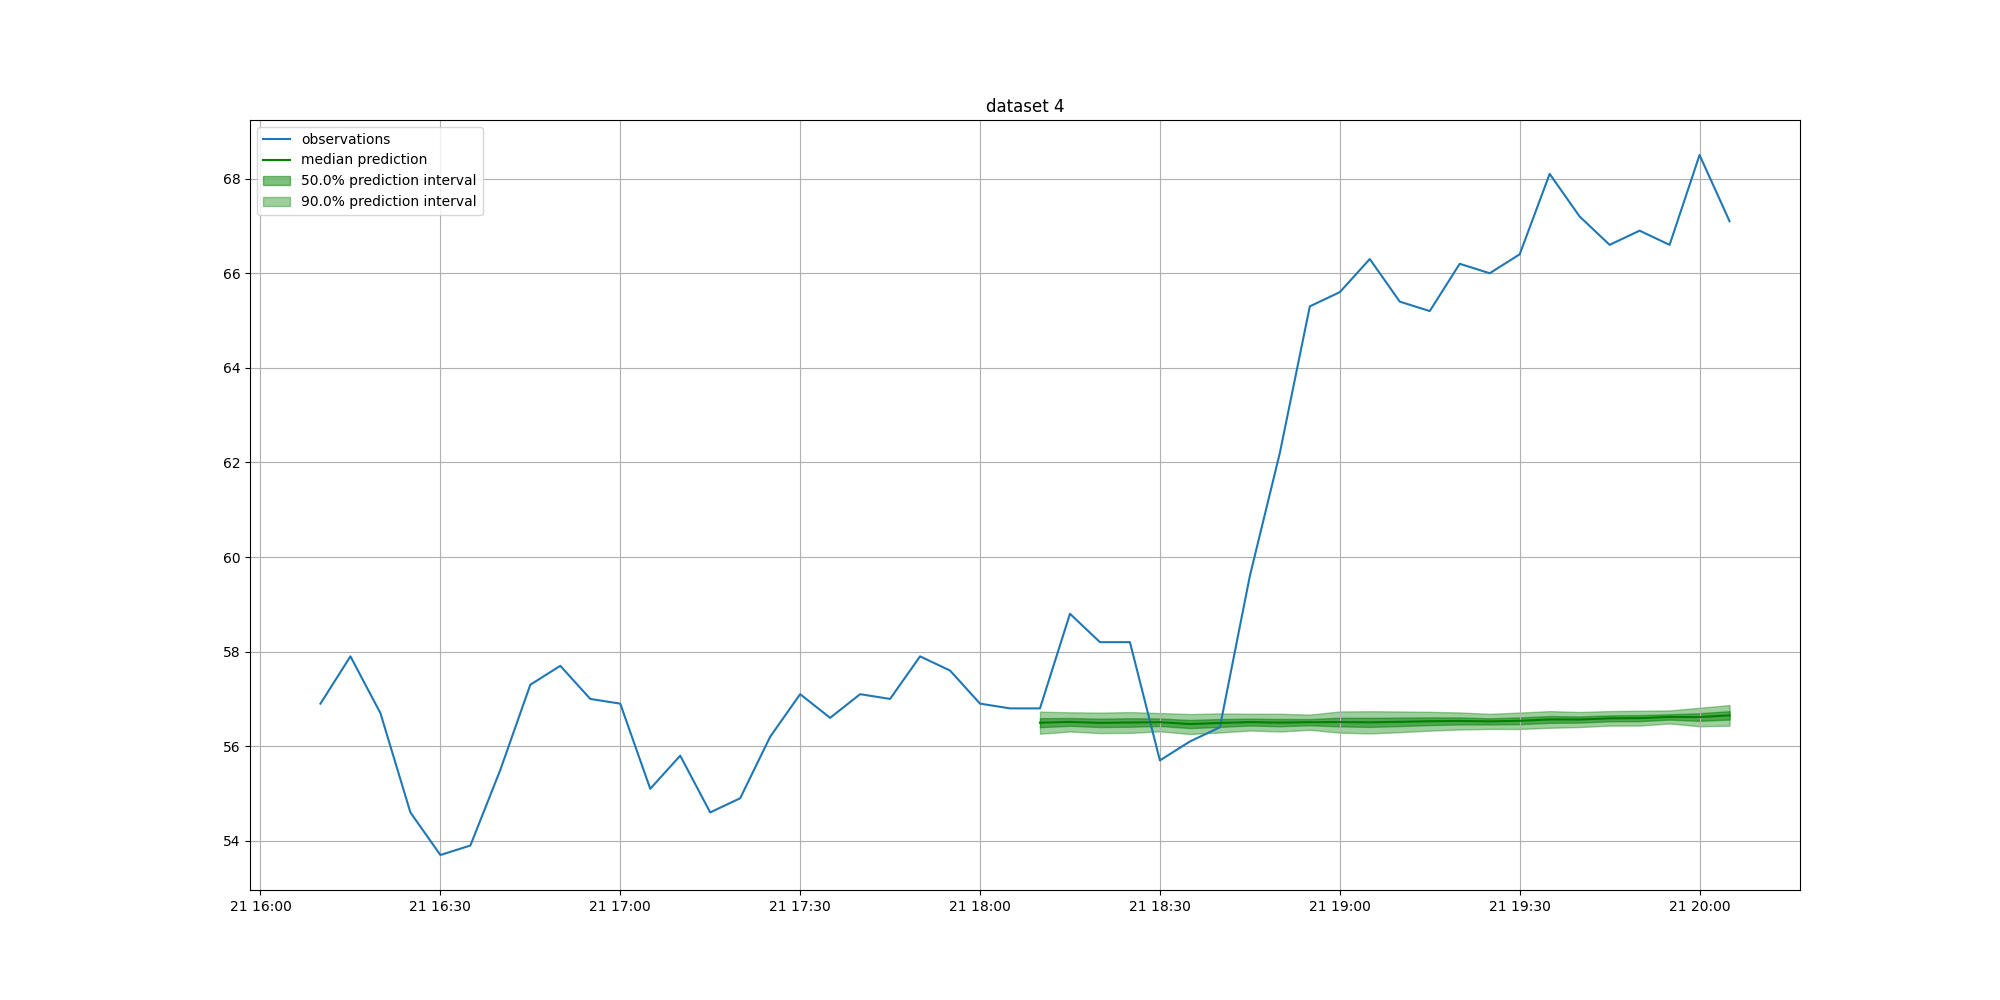 dataset 4
observations
median prediction
50.0% prediction interval
90.0% prediction interval
68
66
64
62
60
58
56
54
21 16:00 21 16:30 21 17:00 21 17:30 21 18:00 21 18:30 21 19:00 21 19:30 21 20:00